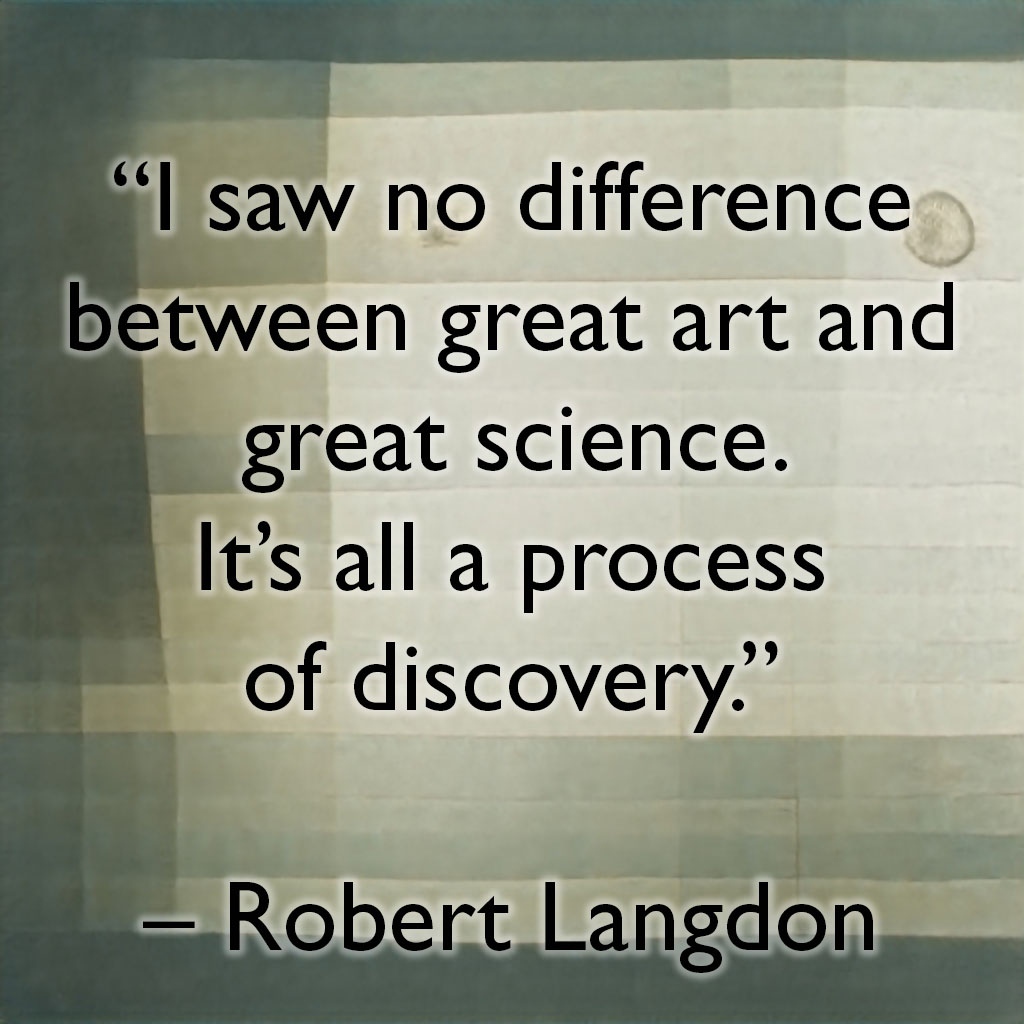 “I saw no difference
between great art and
great science.
It’s all a process
of discovery.”
– Robert Langdon